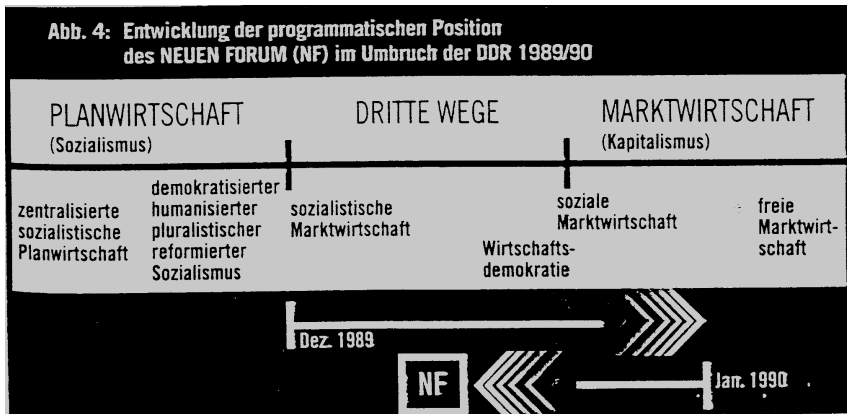 Abb. 4: Entwicklung der programmatischen Position
des NEUEN FORUM (NF) im Umbruch der DDR 1989/90
PLANWIRTSCHAFT
(Sozialismus)
DRITTE WEGE
MARKTWIRTSCHAFT
(Kapitalismus)
zentralisierte
sozialistische
Planwirtschaft
demokratisierter
humanisierter
pluralistischer
reformierter
Sozialismus
sozialistische
Marktwirtschaft
Wirtschafts-
demokratie
soziale
Marktwirtschaft
freie
Marktwirt-
schaft
Dez. 1989
NF
Jan. 1990